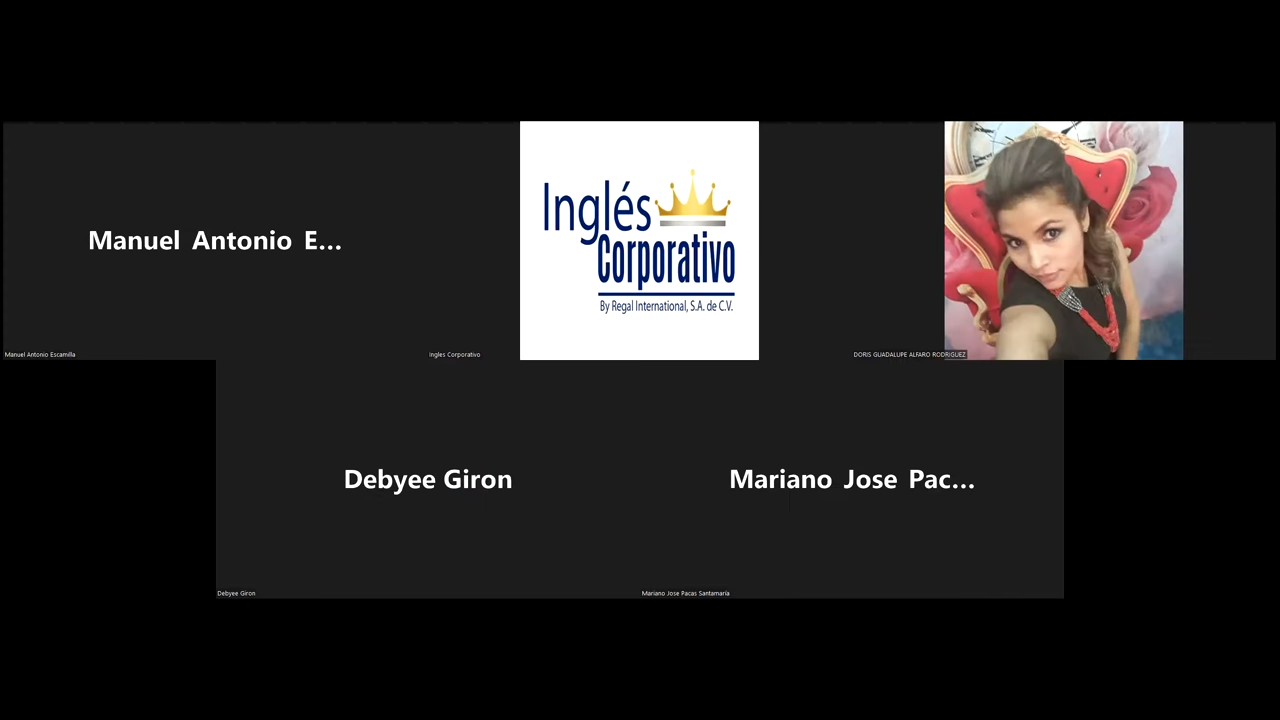 Manuel Antonio E...
Manuel Antonio Escamilla
Inglés
Corporativo
By Regal International, S.A. de C.V.
Ingles Corporativo
DORIS GUADALUPE ALFARO RODRIGUEZ
Debyee Giron
Debyee Giron
Mariano Jose Pac...
Mariano Jose Pacas Santamaría